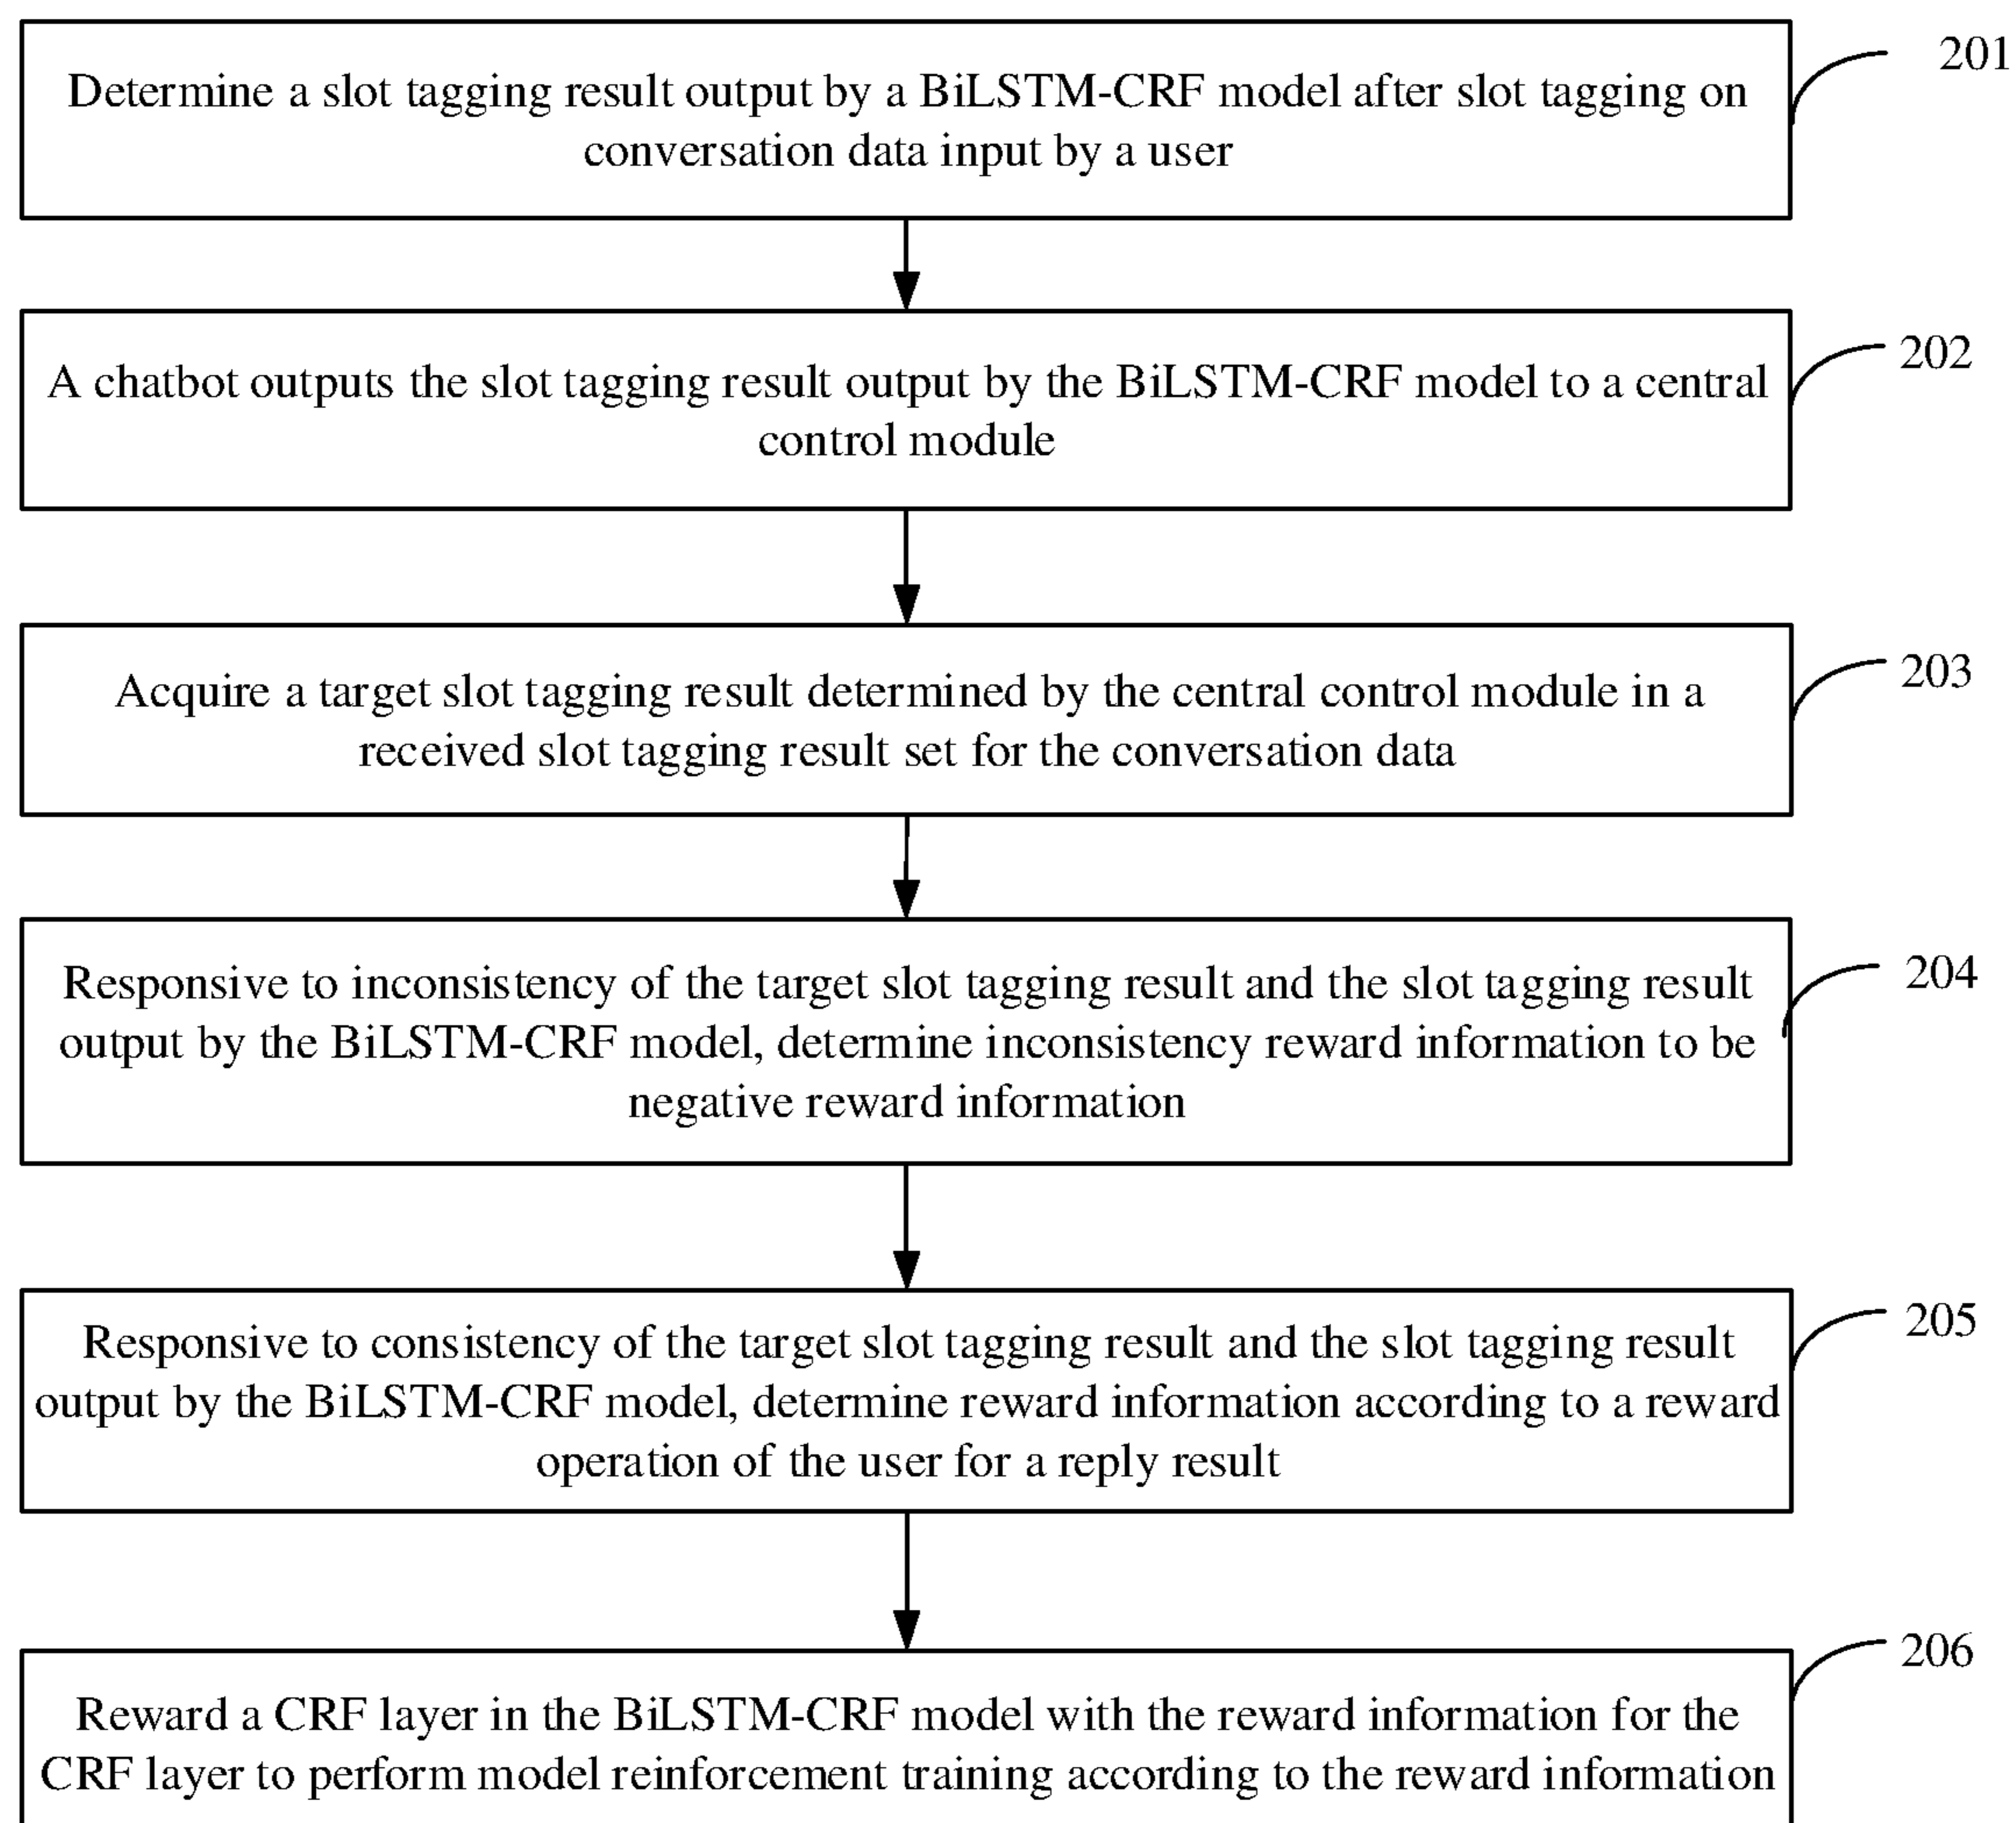 Determine a slot tagging result output by a BiLSTM-CRF model after slot tagging on
conversation data input by a user
201
A chatbot outputs the slot tagging result output by the BiLSTM-CRF model to a central
control module
202
Acquire a target slot tagging result determined by the central control module in a
received slot tagging result set for the conversation data
203
Responsive to inconsistency of the target slot tagging result and the slot tagging result
output by the BiLSTM-CRF model, determine inconsistency reward information to be
negative reward information
204
Responsive to consistency of the target slot tagging result and the slot tagging result
output by the BiLSTM-CRF model, determine reward information according to a reward
operation of the user for a reply result
205
Reward a CRF layer in the BiLSTM-CRF model with the reward information for the
CRF layer to perform model reinforcement training according to the reward information
206